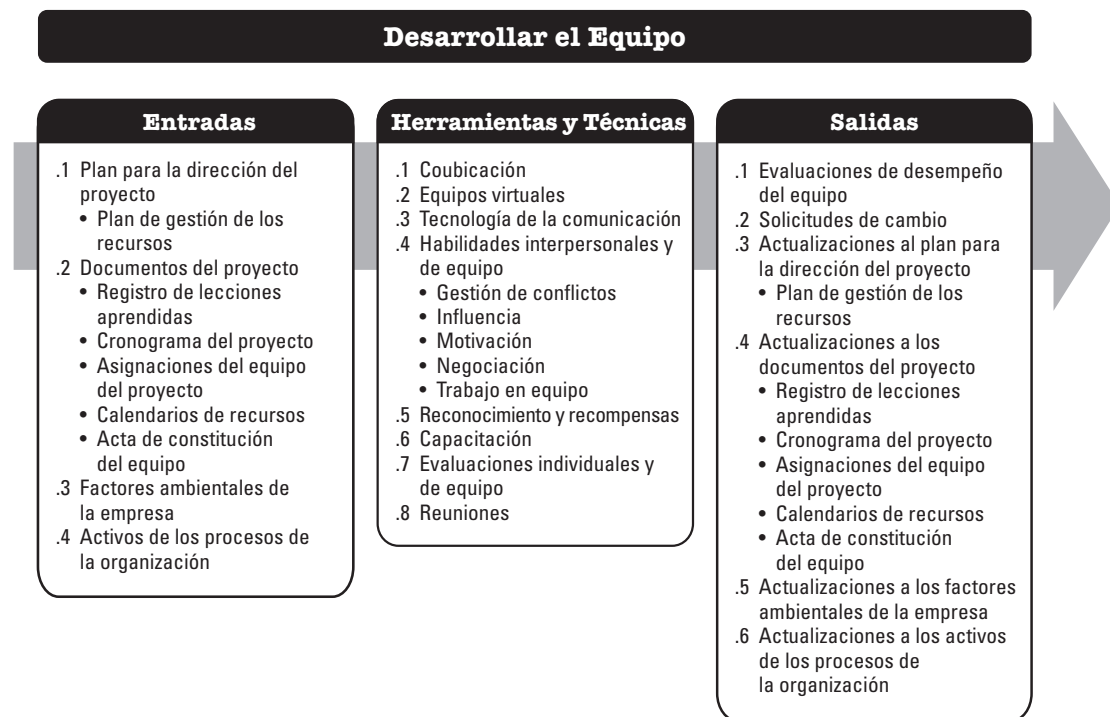 Desarrollar el Equipo
Entradas
.1 Plan para la dirección del
proyecto
• Plan de gestión de los
recursos
.2 Documentos del proyecto
• Registro de lecciones
aprendidas
• Cronograma del proyecto
• Asignaciones del equipo
del proyecto
• Calendarios de recursos
• Acta de constitución
del equipo
.3 Factores ambientales de
la empresa
.4 Activos de los procesos de
la organización
Herramientas y Técnicas
.1 Coubicación
.2 Equipos virtuales
.3 Tecnología de la comunicación
.4 Habilidades interpersonales y
de equipo
• Gestión de conflictos
• Influencia
• Motivación
• Negociación
• Trabajo en equipo
.5 Reconocimiento y recompensas
.6 Capacitación
.7 Evaluaciones individuales y
de equipo
.8 Reuniones
Salidas
.1 Evaluaciones de desempeño
del equipo
.2 Solicitudes de cambio
.3 Actualizaciones al plan para
la dirección del proyecto
• Plan de gestión de los
recursos
.4 Actualizaciones a los
documentos del proyecto
• Registro de lecciones
aprendidas
• Cronograma del proyecto
• Asignaciones del equipo
del proyecto
• Calendarios de recursos
• Acta de constitución
del equipo
.5 Actualizaciones a los factores
ambientales de la empresa
.6 Actualizaciones a los activos
de los procesos de
la organización